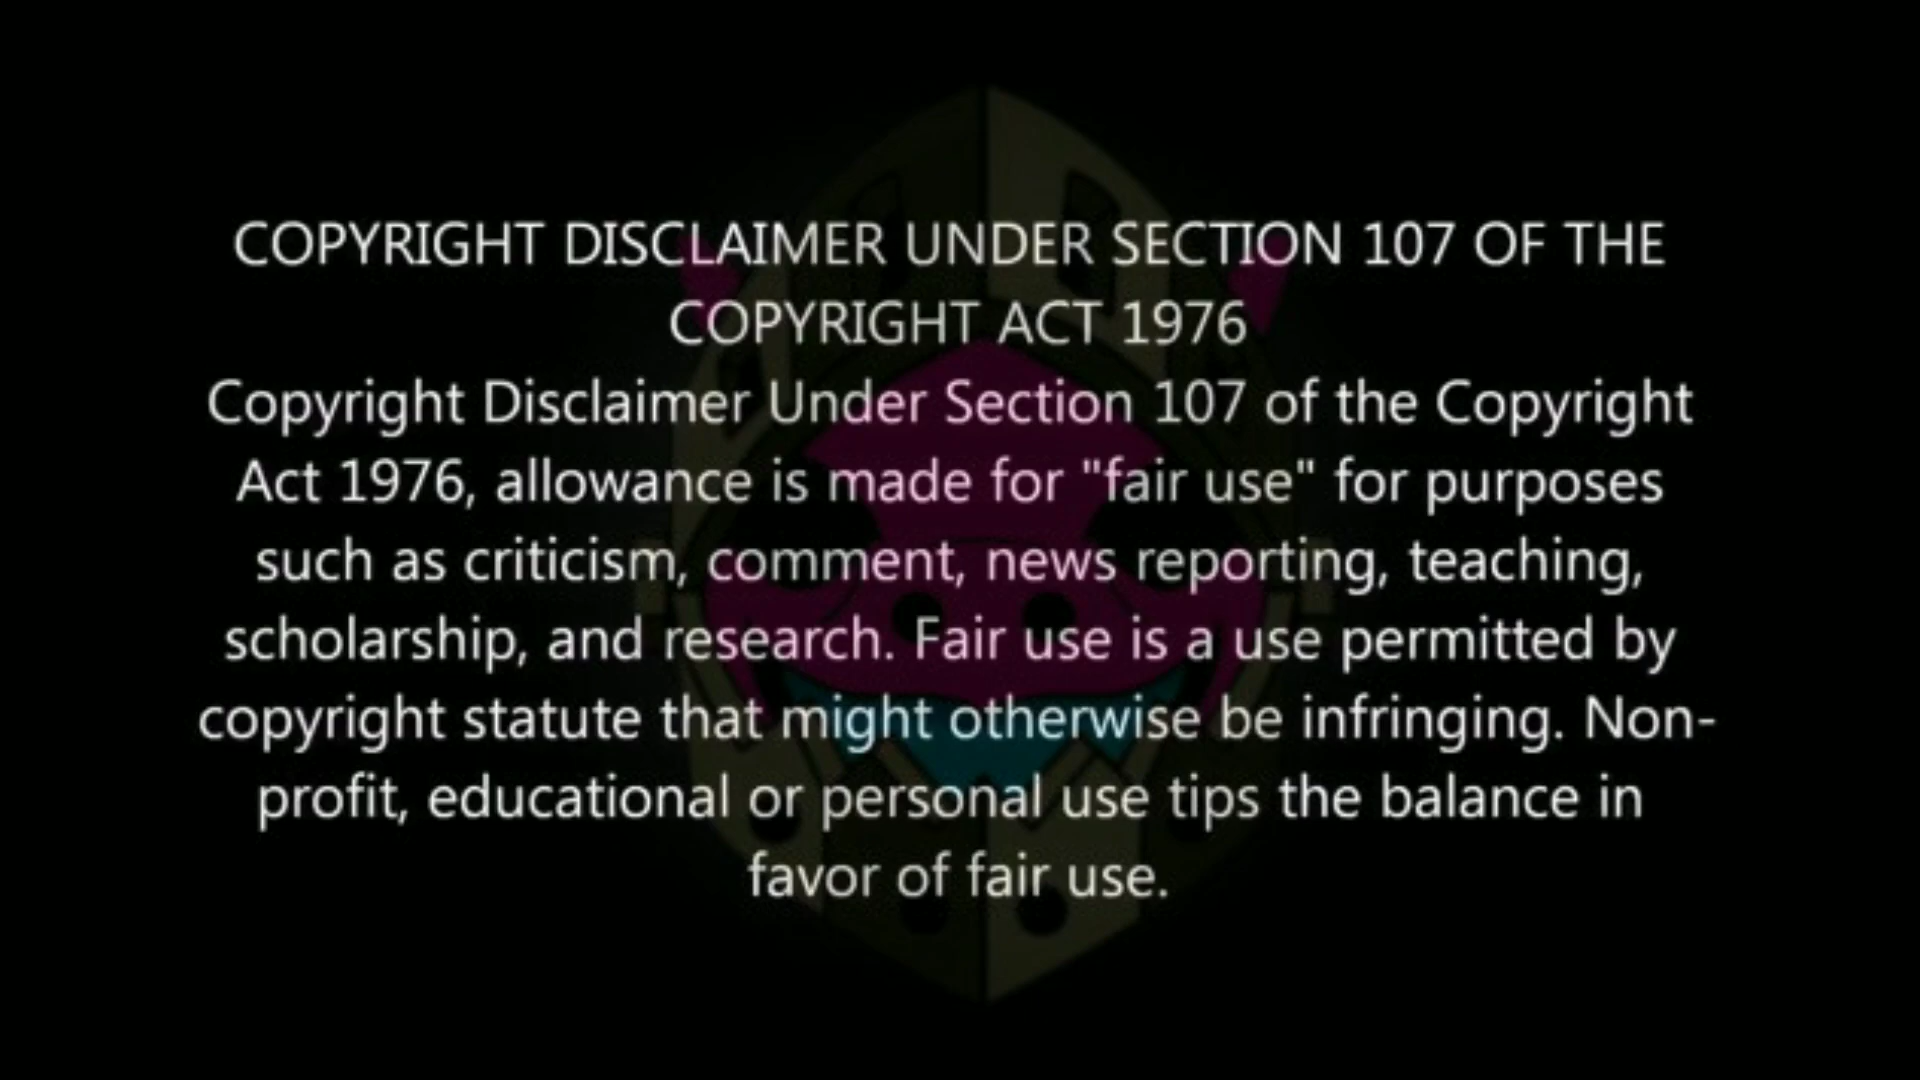 COPYRIGHT DISCLAIMER UNDER SECTION 107 OF THE
COPYRIGHT ACT 1976
Copyright Disclaimer Under Section 107 of the Copyright
Act 1976, allowance is made for "fair use" for purposes
such as criticism, comment, news reporting, teaching,
scholarship, and research. Fair use is a use permitted by
copyright statute that might otherwise be infringing. Non-
profit, educational or personal use tips the balance in
favor of fair use.